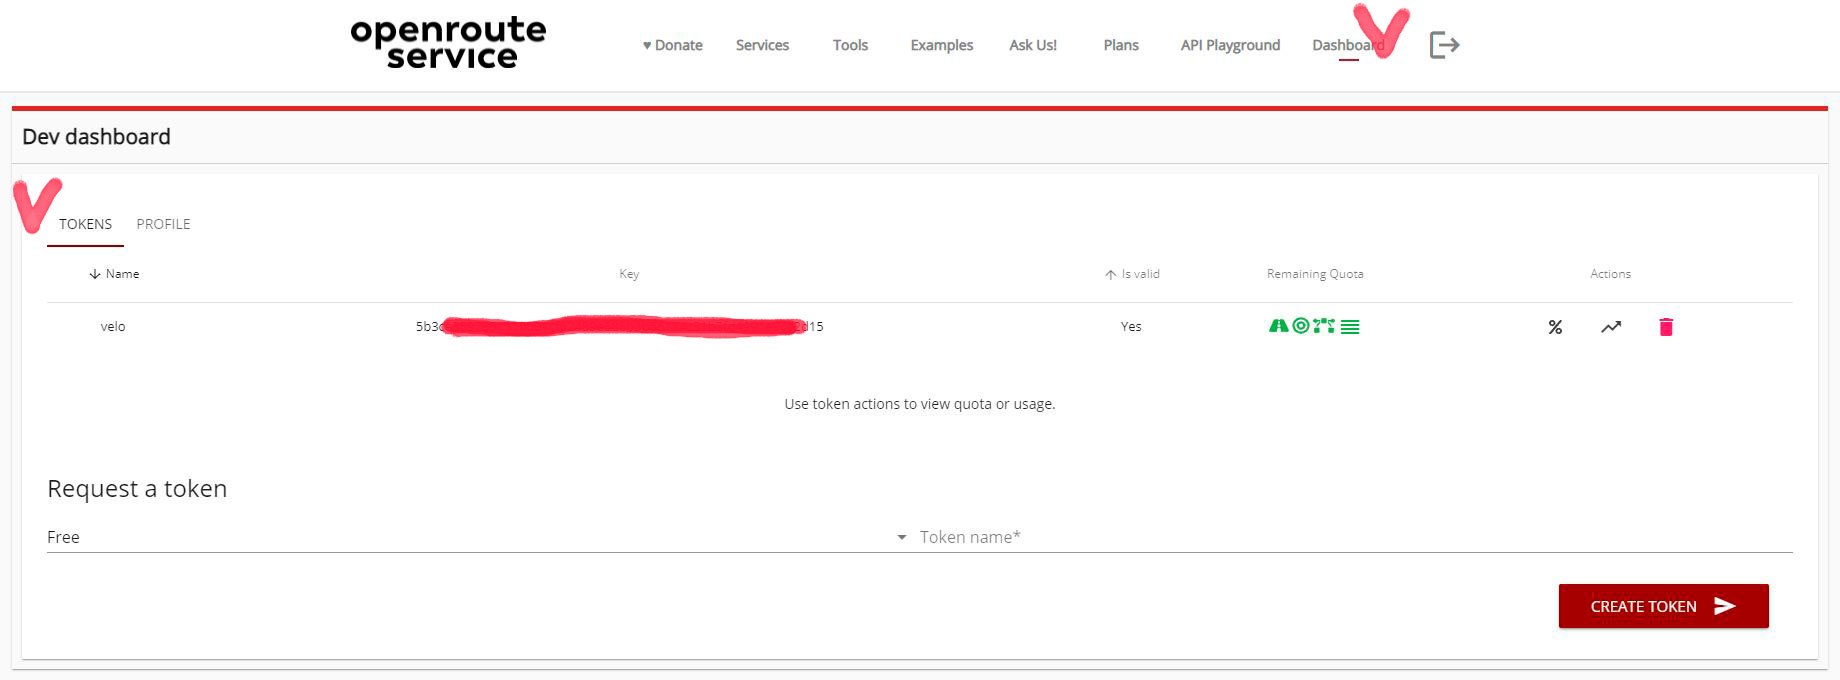 openroute
service
♥ Donate Services Tools Examples Ask Us! Plans API Playground Dashboard
Dev dashboard
TOKENS PROFILE
Name Key Is valid Remaining Quota Actions
velo 5b3 d15 Yes %
Use token actions to view quota or usage.
Request a token
Free Token name*
CREATE TOKEN